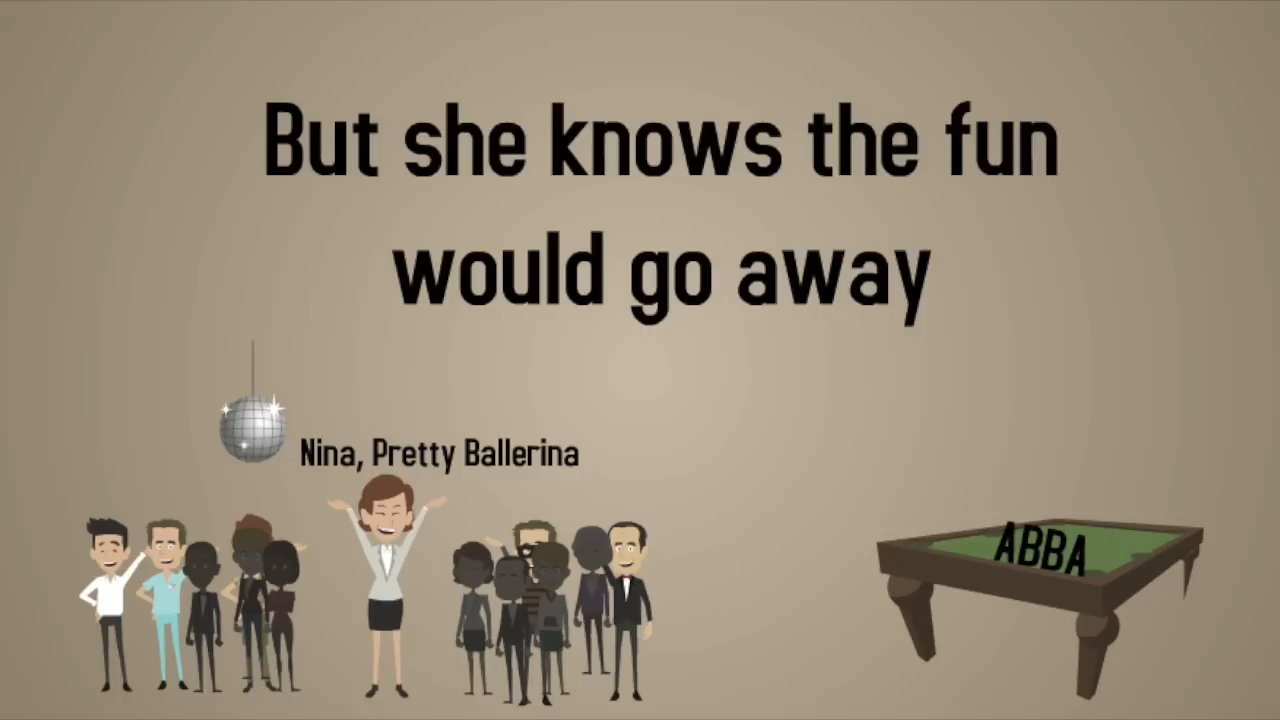 But she knows the fun
would go away
Nina, Pretty Ballerina
ABBA